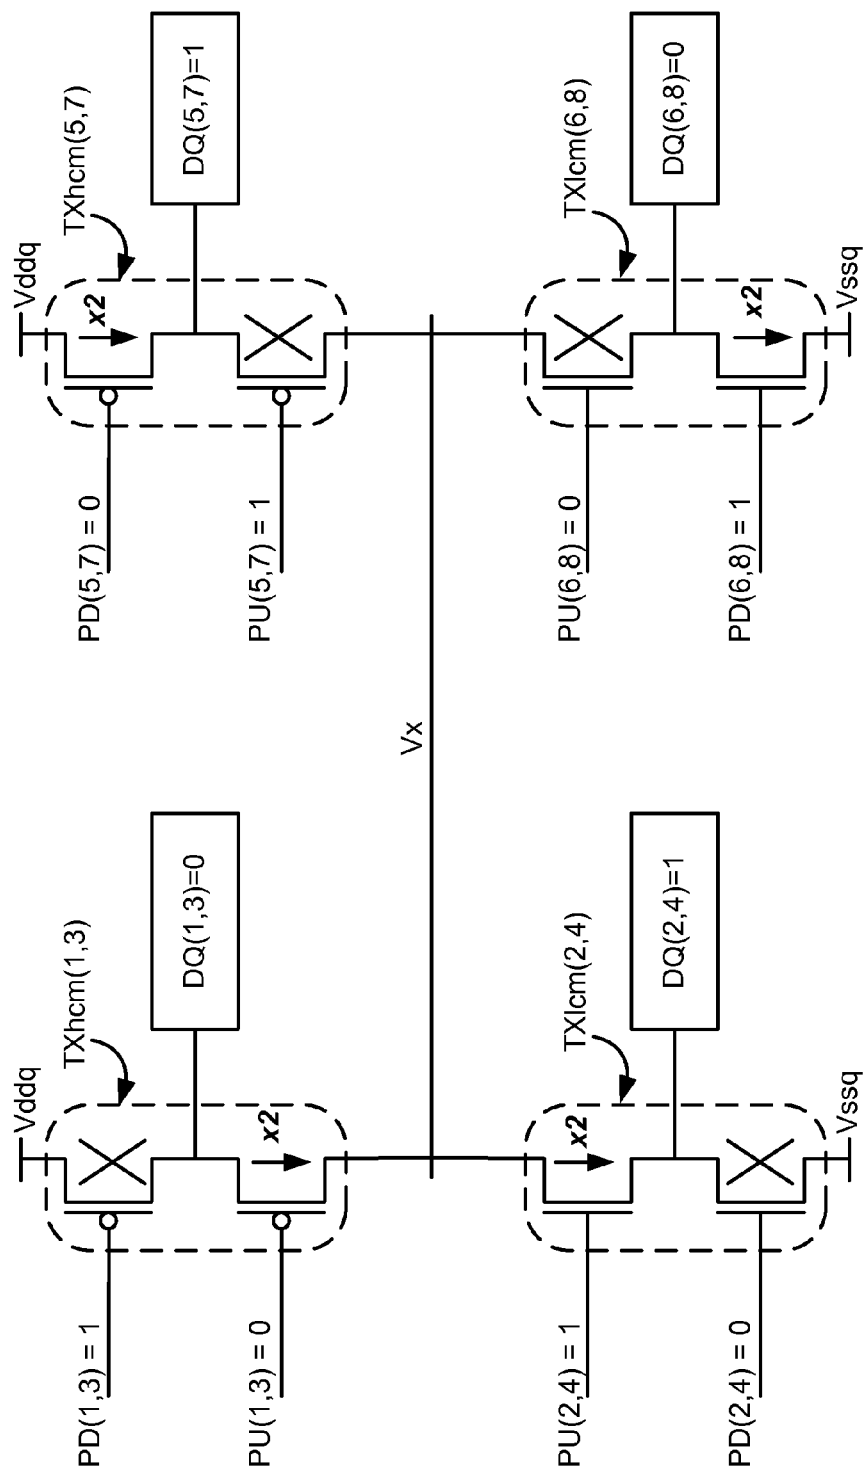 Vddq
TXhcm(1,3)
PD(1,3) = 1
DQ(1,3)=0
PU(1,3) = 0
x2
Vddq
TXhcm(5,7)
PD(5,7) = 0
x2
DQ(5,7)=1
PU(5,7) = 1
Vx
TXlcm(2,4)
PU(2,4) = 1
x2
DQ(2,4)=1
PD(2,4) = 0
Vssq
TXlcm(6,8)
PU(6,8) = 0
DQ(6,8)=0
PD(6,8) = 1
x2
Vssq